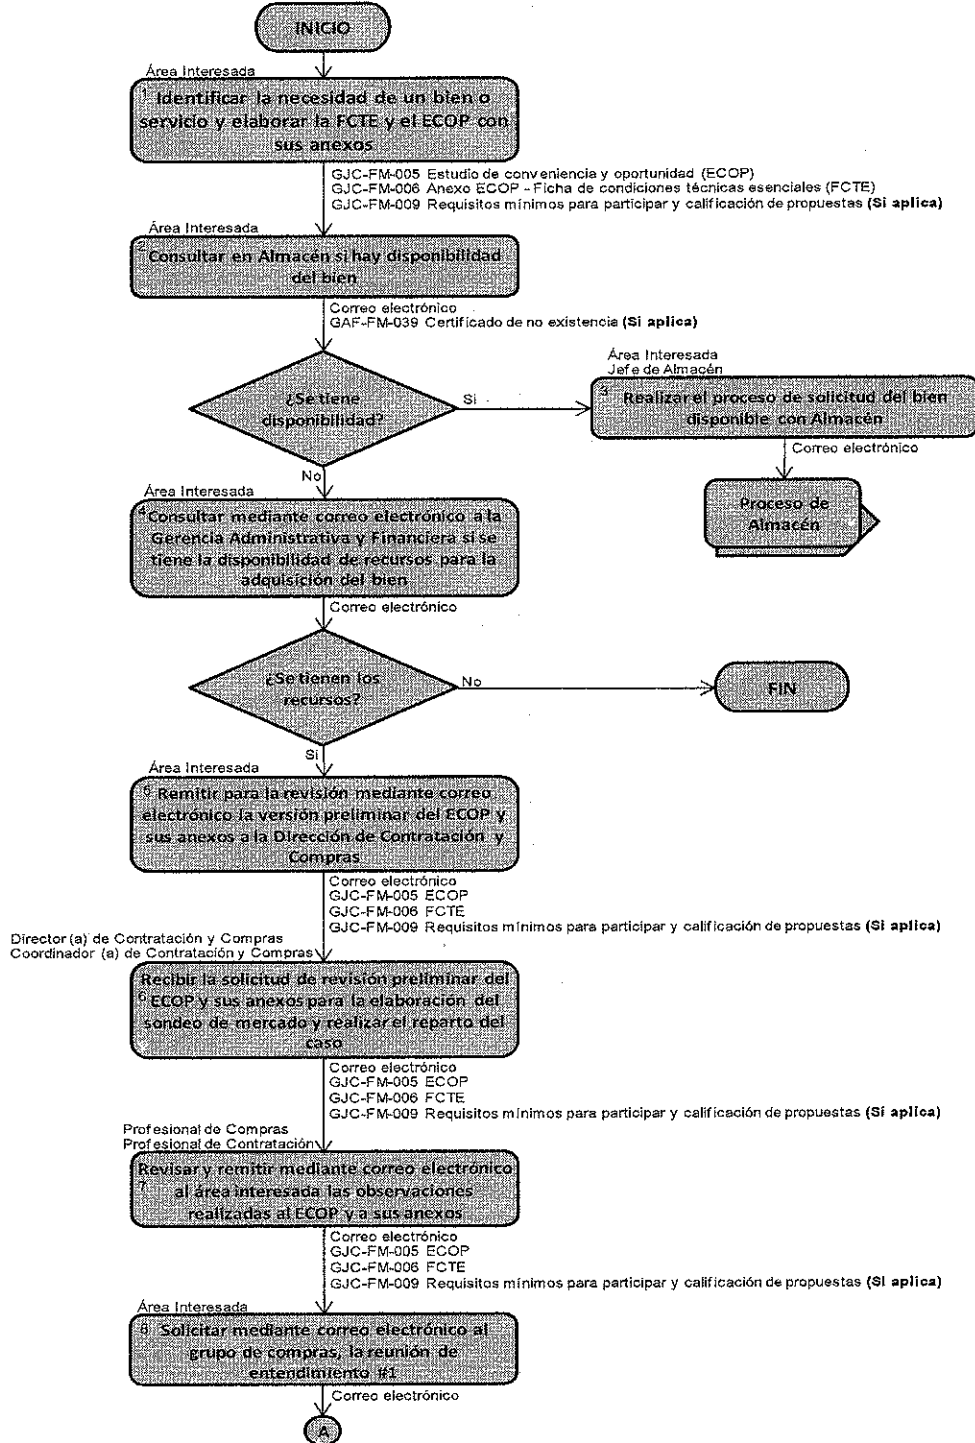 INICIO
Área Interesada
1 Identificar la necesidad de un bien o
servicio y elaborar la FCTE y el ECOP con
sus anexos
GJC-FM-005 Estudio de conveniencia y oportunidad (ECOP)
GJC-FM-006 Anexo ECOP - Ficha de condiciones técnicas esenciales (FCTE)
GJC-FM-009 Requisitos mínimos para participar y calificación de propuestas (Si aplica)
Área Interesada
2 Consultar en Almacén si hay disponibilidad
del bien
Correo electrónico
GAF-FM-039 Certificado de no existencia (Si aplica)
¿Se tiene
disponibilidad?
Si
Área Interesada
Jefe de Almacén
3 Realizar el proceso de solicitud del bien
disponible con Almacén
Correo electrónico
Proceso de
Almacén
No
Área Interesada
4 Consultar mediante correo electrónico a la
Gerencia Administrativa y Financiera si se
tiene la disponibilidad de recursos para la
adquisición del bien
Correo electrónico
¿Se tienen los
recursos?
No
FIN
Si
Área Interesada
5 Remitir para la revisión mediante correo
electrónico la versión preliminar del ECOP y
sus anexos a la Dirección de Contratación y
Compras
Correo electrónico
GJC-FM-005 ECOP
GJC-FM-006 FCTE
GJC-FM-009 Requisitos mínimos para participar y calificación de propuestas (Si aplica)
Director (a) de Contratación y Compras
Coordinador (a) de Contratación y Compras
Recibir la solicitud de revisión preliminar del
6 ECOP y sus anexos para la elaboración del
sondeo de mercado y realizar el reparto del
caso
Correo electrónico
GJC-FM-005 ECOP
GJC-FM-006 FCTE
GJC-FM-009 Requisitos mínimos para participar y calificación de propuestas (Si aplica)
Profesional de Compras
Profesional de Contratación
Revisar y remitir mediante correo electrónico
7 al área interesada las observaciones
realizadas al ECOP y a sus anexos
Correo electrónico
GJC-FM-005 ECOP
GJC-FM-006 FCTE
GJC-FM-009 Requisitos mínimos para participar y calificación de propuestas (Si aplica)
Área Interesada
8 Solicitar mediante correo electrónico al
grupo de compras, la reunión de
entendimiento #1
Correo electrónico
A